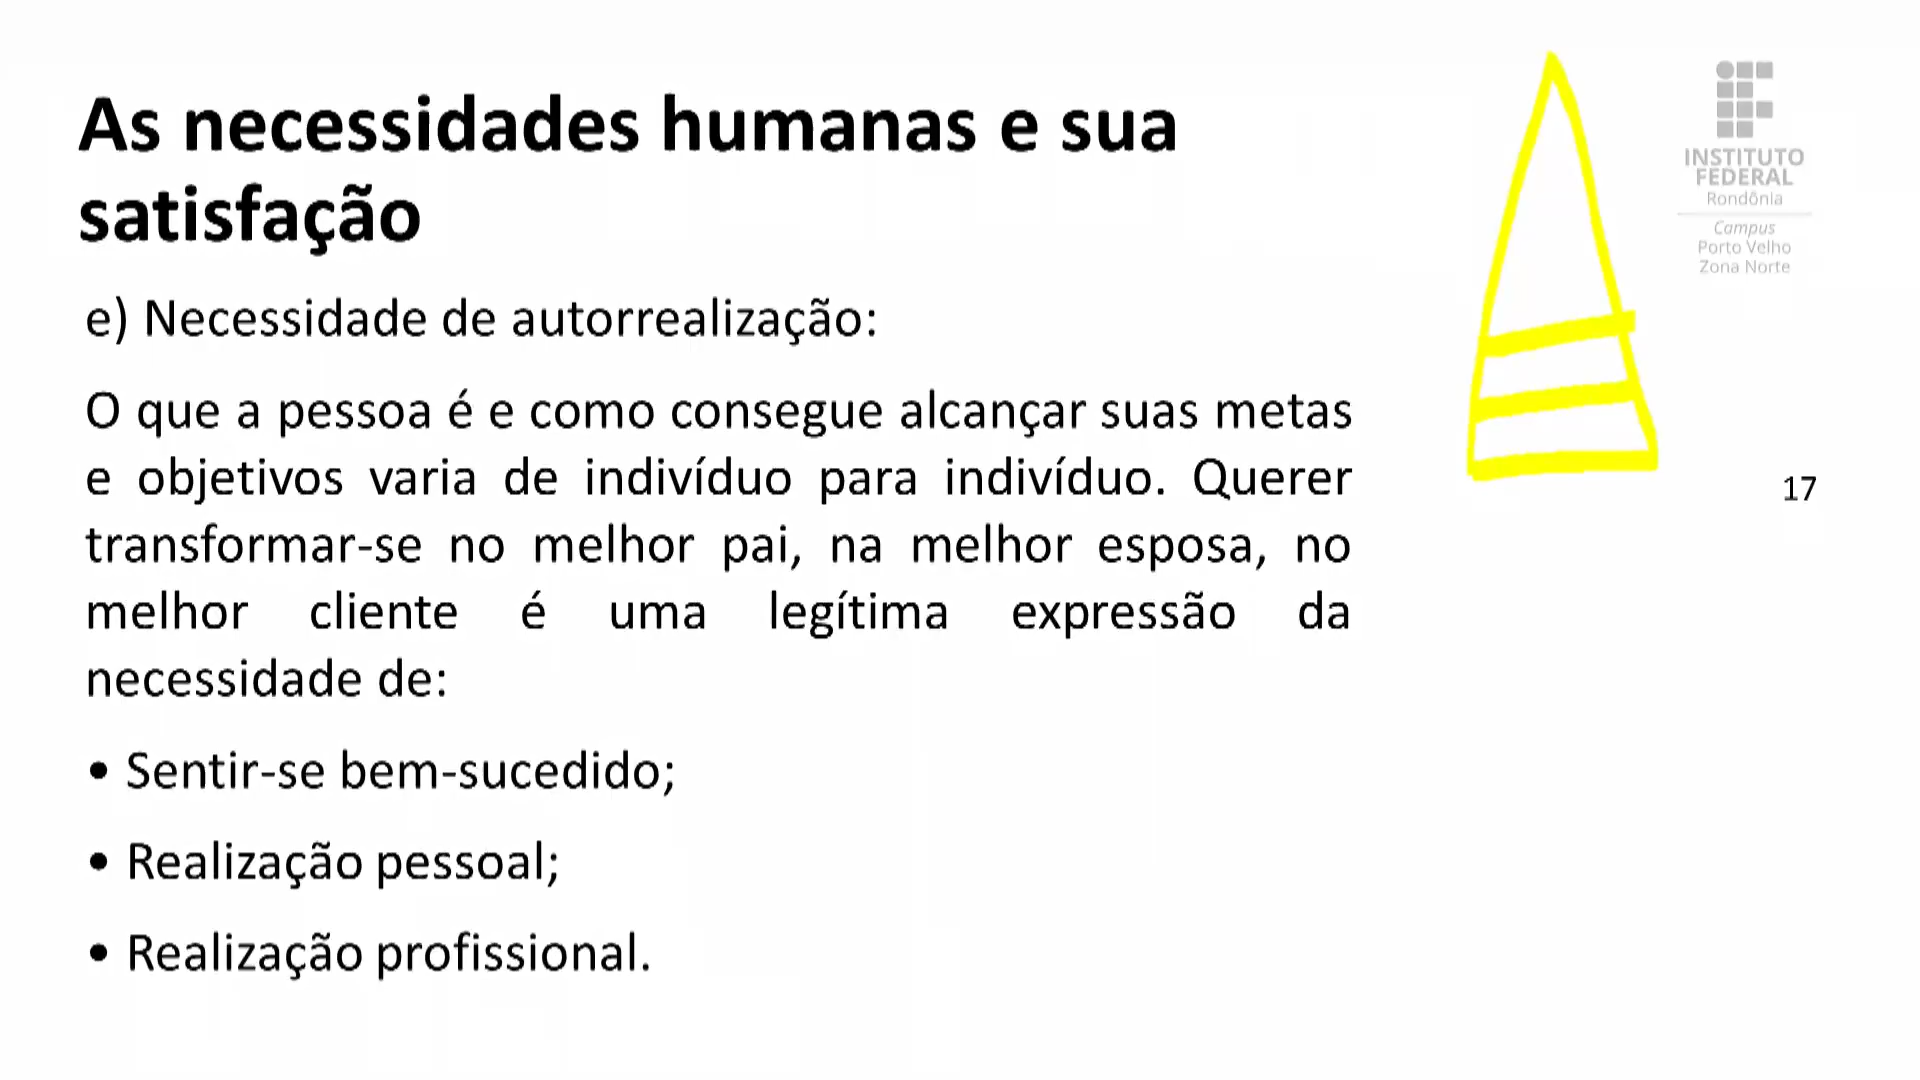 As necessidades humanas e sua
satisfação
e) Necessidade de autorrealização:
O que a pessoa é e como consegue alcançar suas metas
e objetivos varia de indivíduo para indivíduo. Querer
transformar-se no melhor pai, na melhor esposa, no
melhor cliente é uma legítima expressão da
necessidade de:
• Sentir-se bem-sucedido;
• Realização pessoal;
• Realização profissional.
INSTITUTO
FEDERAL
Rondônia
Campus
Porto Velho
Zona Norte
17